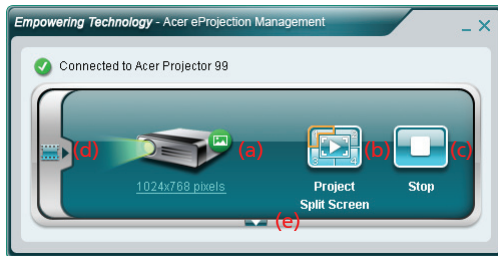 Empowering Technology - Acer eProjection Management
Connected to Acer Projector 99
(d)
(a)
(b)
(c)
1024x768 pixels
Project
Split Screen
Stop
(e)